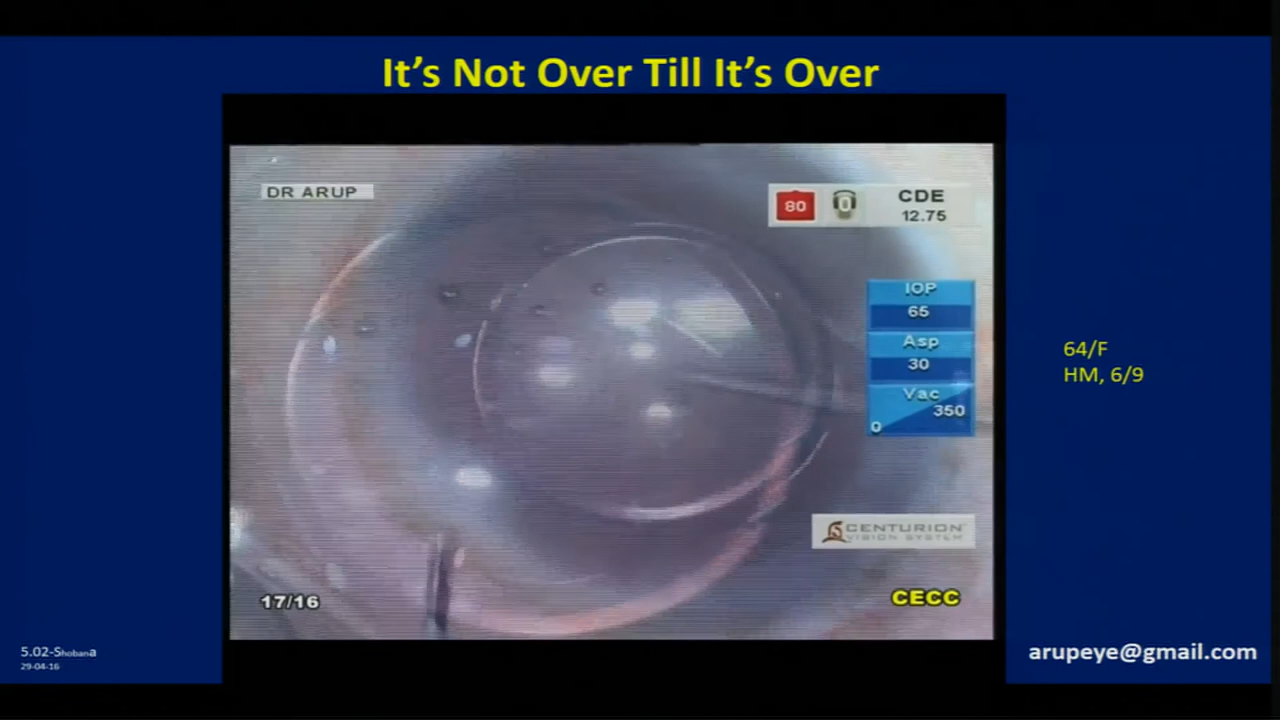 It's Not Over Till It's Over
DR ARUP
80
0
CDE
12.75
IOP
65
Asp
30
Vac
350
0
64/F
HM, 6/9
CENTURION
VISION SYSTEM
17/16
CECC
5.02-Shobana
29-04-16
arupeye@gmail.com